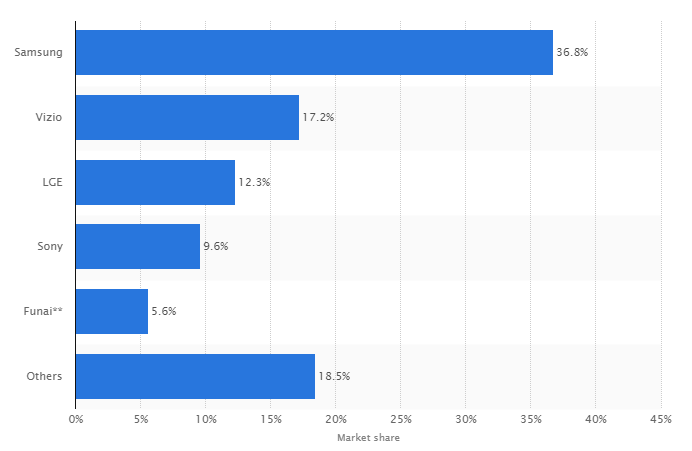 Samsung 36.8%
Vizio 17.2%
LGE 12.3%
Sony 9.6%
Funai** 5.6%
Others 18.5%
0% 5% 10% 15% 20% 25% 30% 35% 40% 45%
Market share